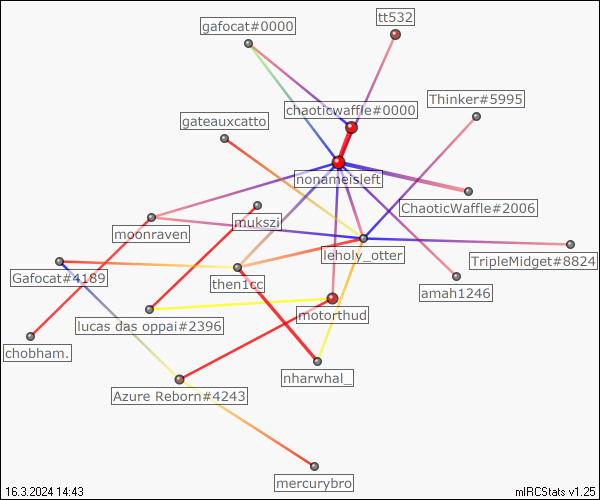 tt532
gafocat#0000
Thinker#5995
chaoticwaffle#0000
gateauxcatto
nonameisleft
ChaoticWaffle#2006
mukszi
moonraven
leholy_otter
TripleMidget#8824
Gafocat#4189
then1cc
amah1246
motorthud
lucas das oppai#2396
chobham.
nharwhal_
Azure Reborn#4243
mercurybro
16.3.2024 14:43
mIRCStats v1.25